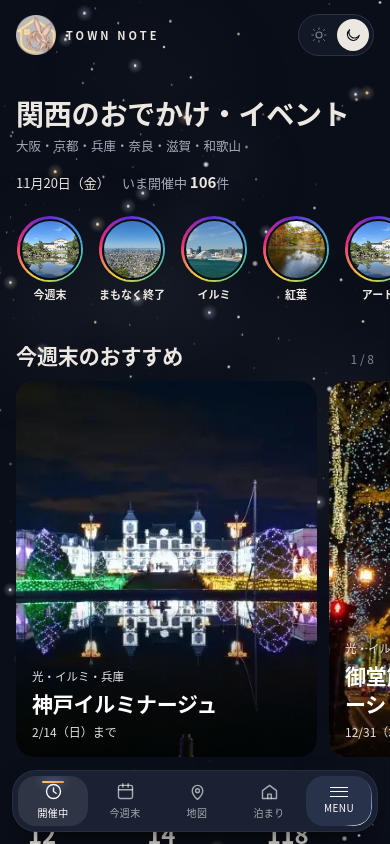 TOWN NOTE
関西のおでかけ・イベント
大阪・京都・兵庫・奈良・滋賀・和歌山
11月20日（金） いま開催中 106件
今週末
まもなく終了
イルミ
紅葉
アート
今週末のおすすめ
1 / 8
光・イルミ・兵庫
神戸イルミナージュ
2/14（日）まで
光・イル
御堂
ーシ
12/31（
開催中
今週末
地図
泊まり
MENU
12
14
118